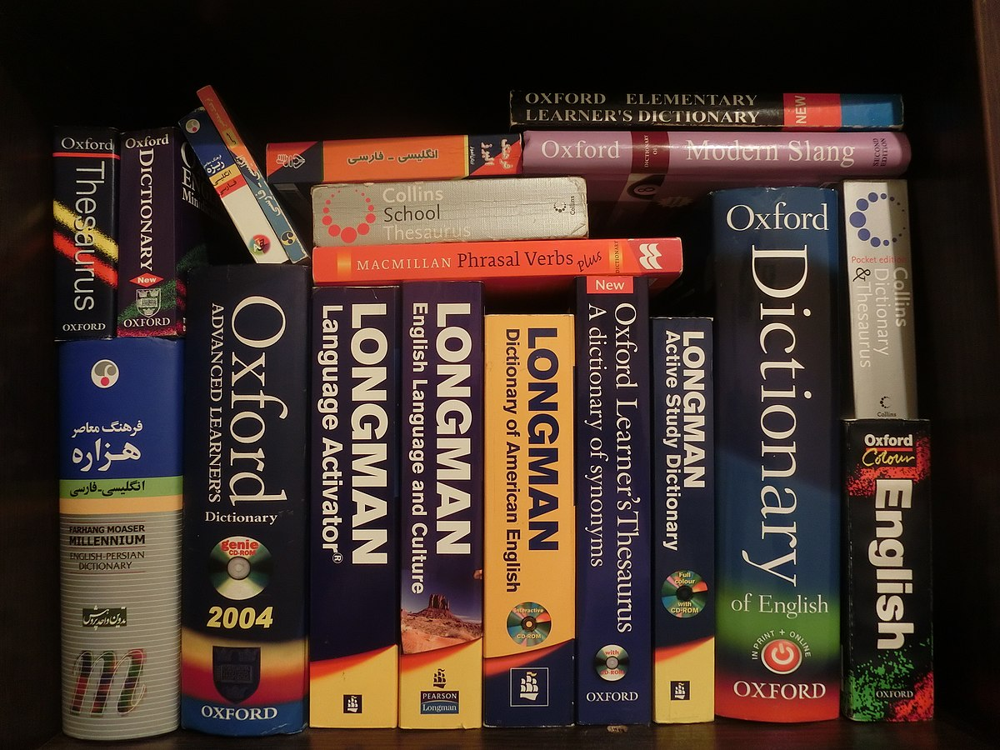 OXFORD ELEMENTARY
LEARNER'S DICTIONARY
NEW
Oxford
DICTIONARY OF
Modern Slang
SECOND EDITION
انگلیسی - فارسی
Collins
School
Thesaurus
Collins
MACMILLAN Phrasal Verbs plus
DICTIONARY
Oxford
Thesaurus
OXFORD
Oxford
DICTIONARY
New
OXFORD
فرهنگ معاصر
هزاره
انگلیسی-فارسی
FARHANG MOASER
MILLENNIUM
ENGLISH-PERSIAN
DICTIONARY
m
Oxford
ADVANCED LEARNER'S
Dictionary
genie
CD-ROM
2004
OXFORD
LONGMAN
Language Activator®
LONGMAN
English Language and Culture
PEARSON
Longman
LONGMAN
Dictionary of American English
interactive
CD-ROM
New
Oxford Learner's Thesaurus
A dictionary of synonyms
with
CD-ROM
OXFORD
LONGMAN
Active Study Dictionary
Full
colour
with
CD-ROM
Oxford
Dictionary
of English
IN PRINT + ONLINE
OXFORD
Pocket edition
Collins
Dictionary
& Thesaurus
Collins
Oxford
Colour
English
OXFORD